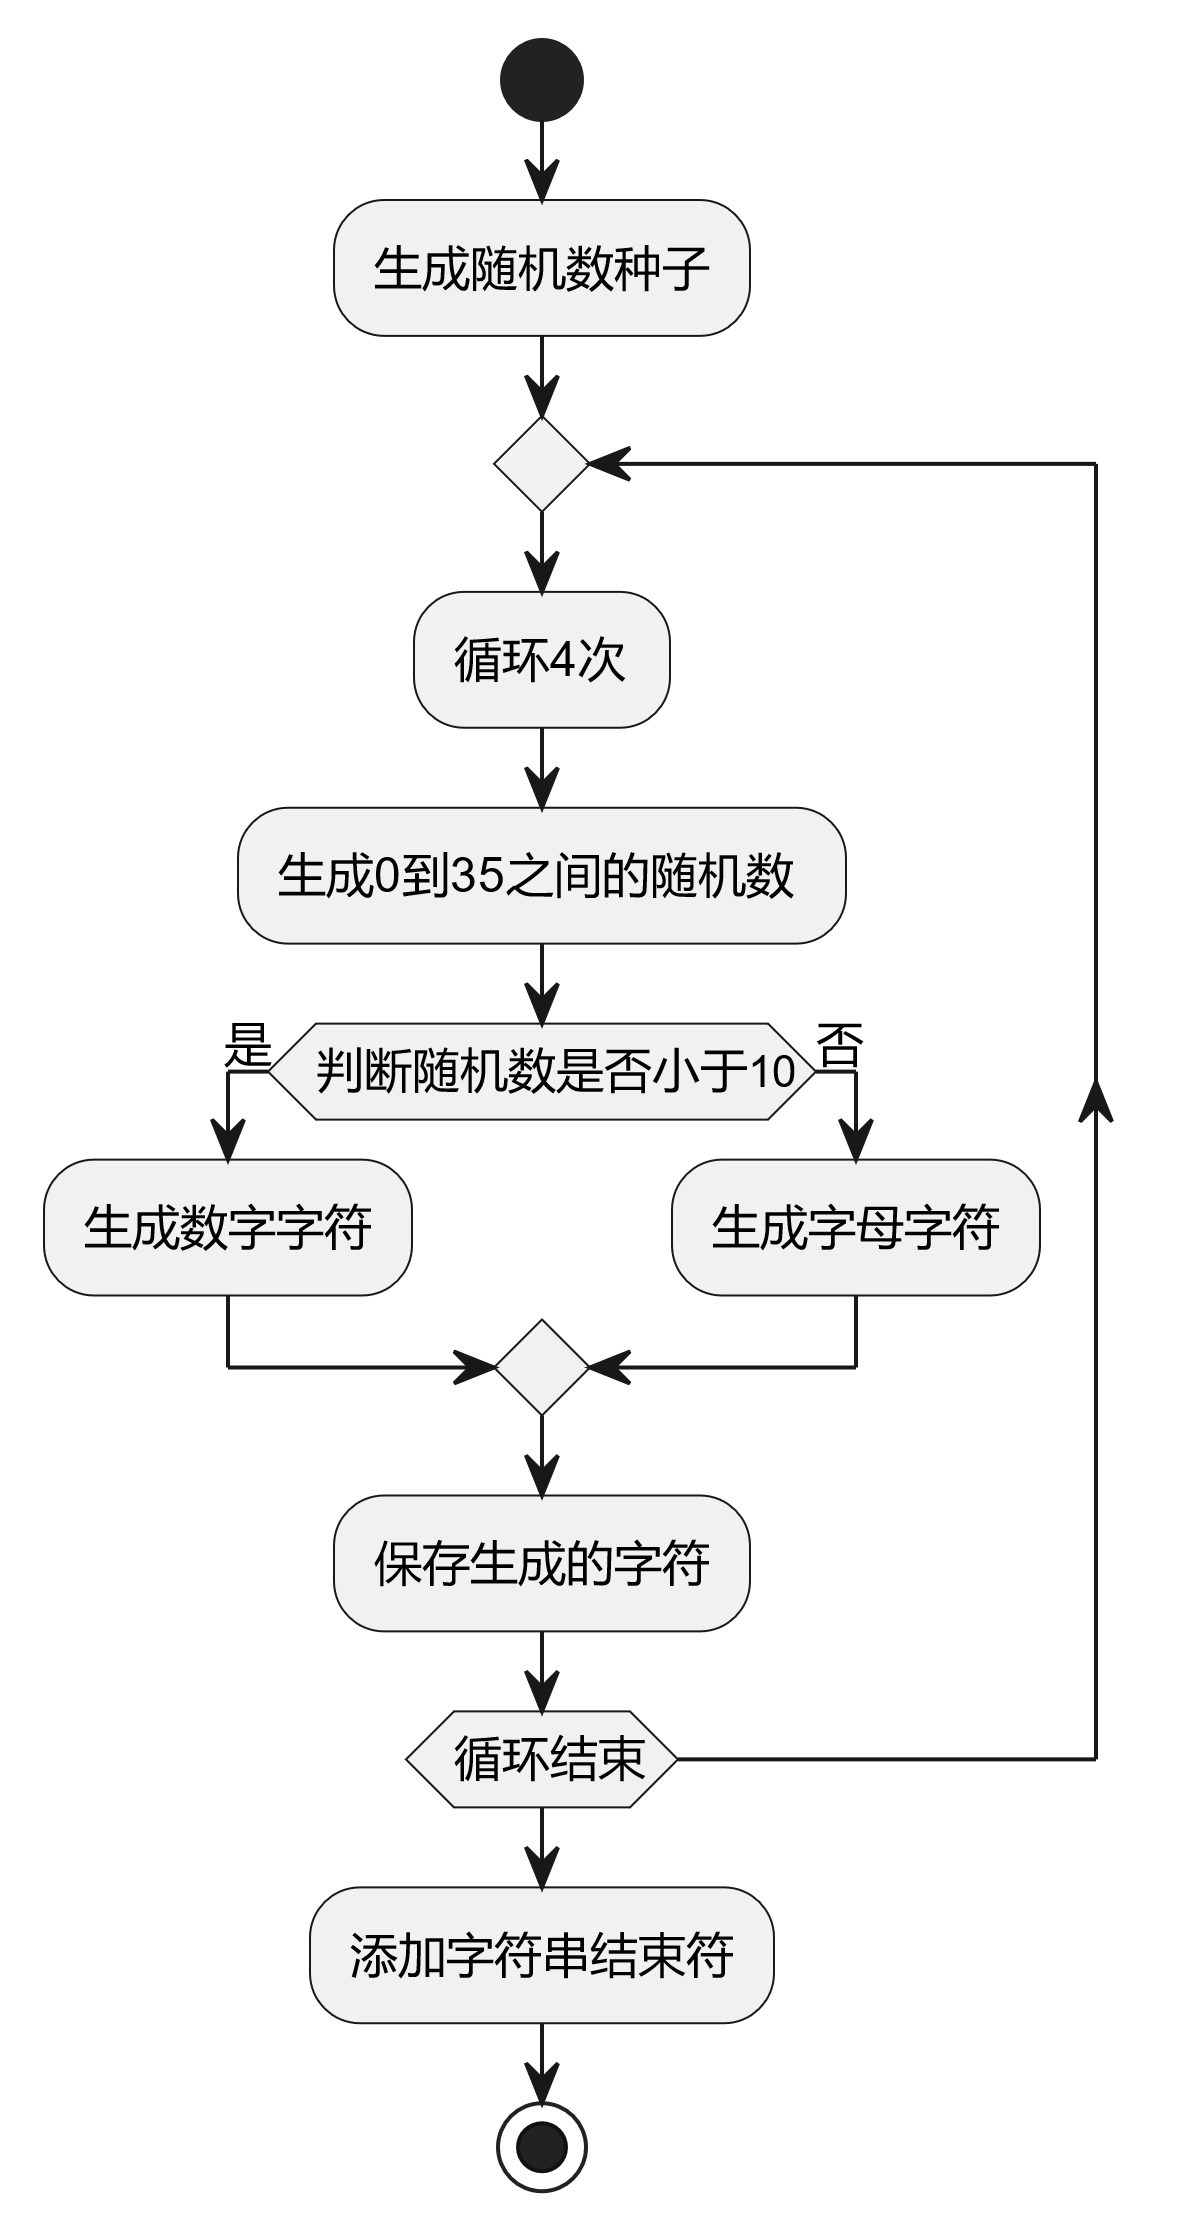 生成随机数种子
循环4次
生成0到35之间的随机数
是
判断随机数是否小于10
否
生成数字字符
生成字母字符
保存生成的字符
循环结束
添加字符串结束符